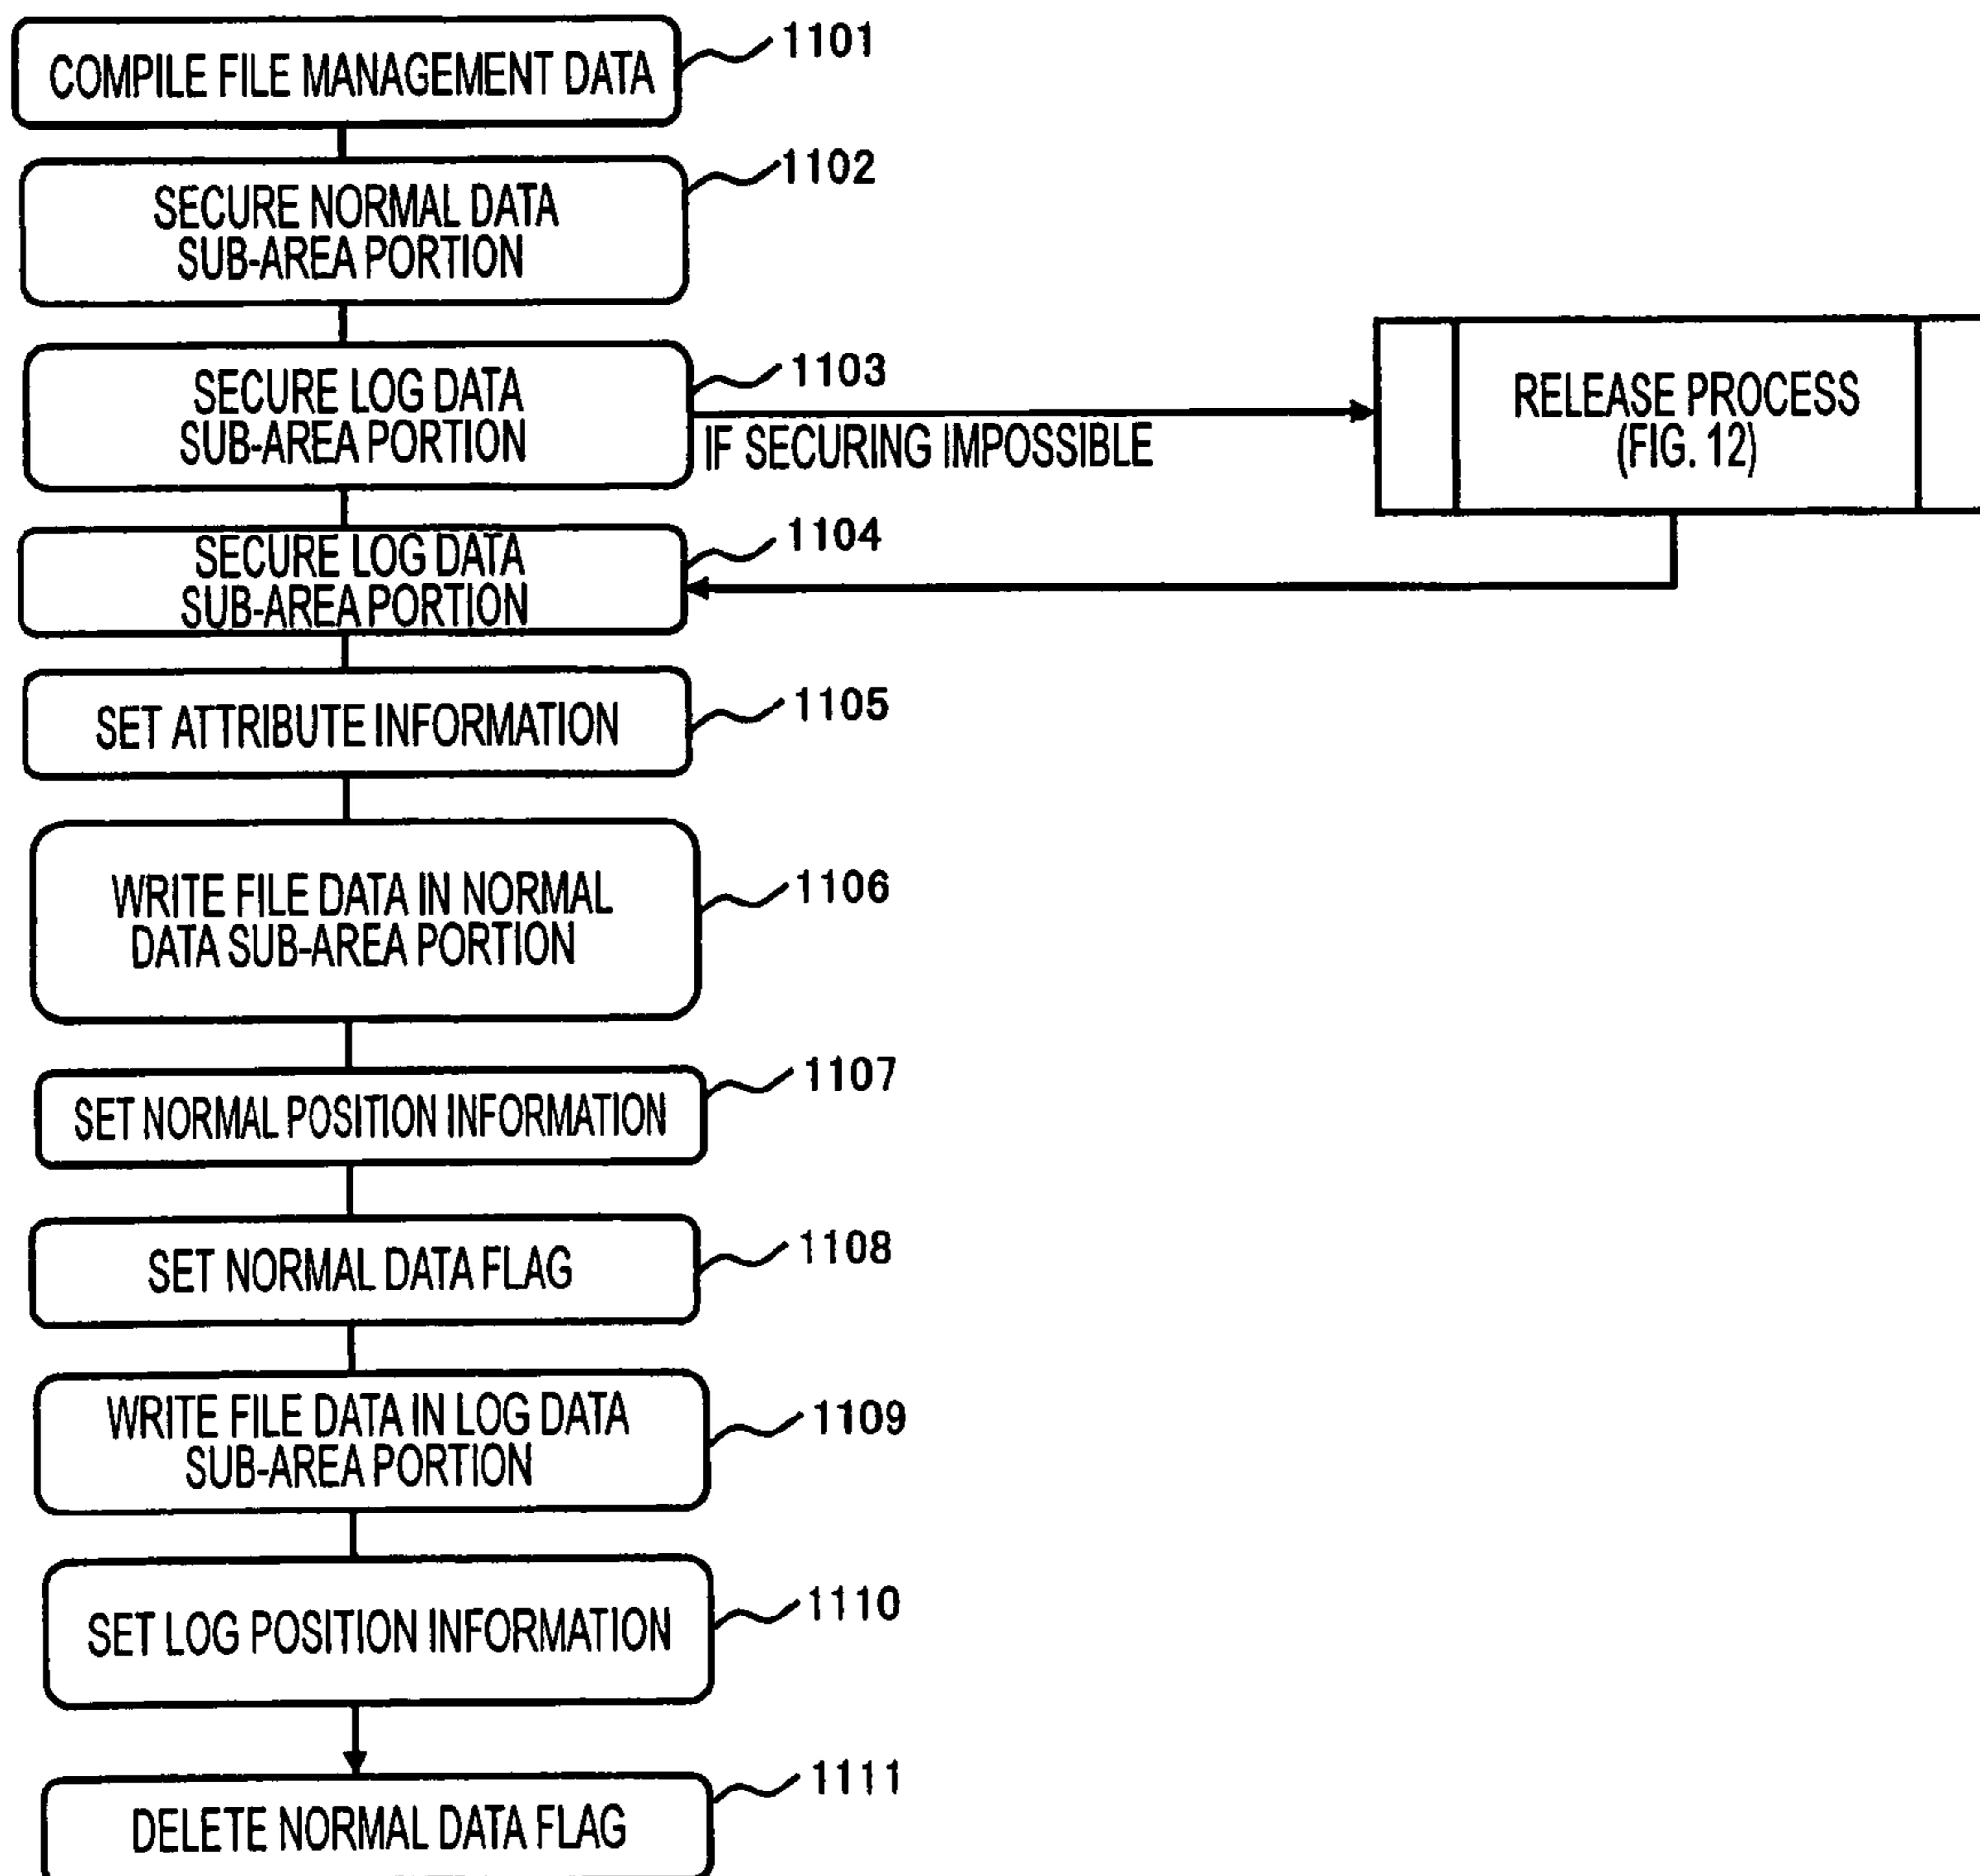 COMPILE FILE MANAGEMENT DATA
1101
SECURE NORMAL DATA
SUB-AREA PORTION
1102
SECURE LOG DATA
SUB-AREA PORTION
1103
IF SECURING IMPOSSIBLE
RELEASE PROCESS
(FIG. 12)
SECURE LOG DATA
SUB-AREA PORTION
1104
SET ATTRIBUTE INFORMATION
1105
WRITE FILE DATA IN NORMAL
DATA SUB-AREA PORTION
1106
SET NORMAL POSITION INFORMATION
1107
SET NORMAL DATA FLAG
1108
WRITE FILE DATA IN LOG DATA
SUB-AREA PORTION
1109
SET LOG POSITION INFORMATION
1110
DELETE NORMAL DATA FLAG
1111